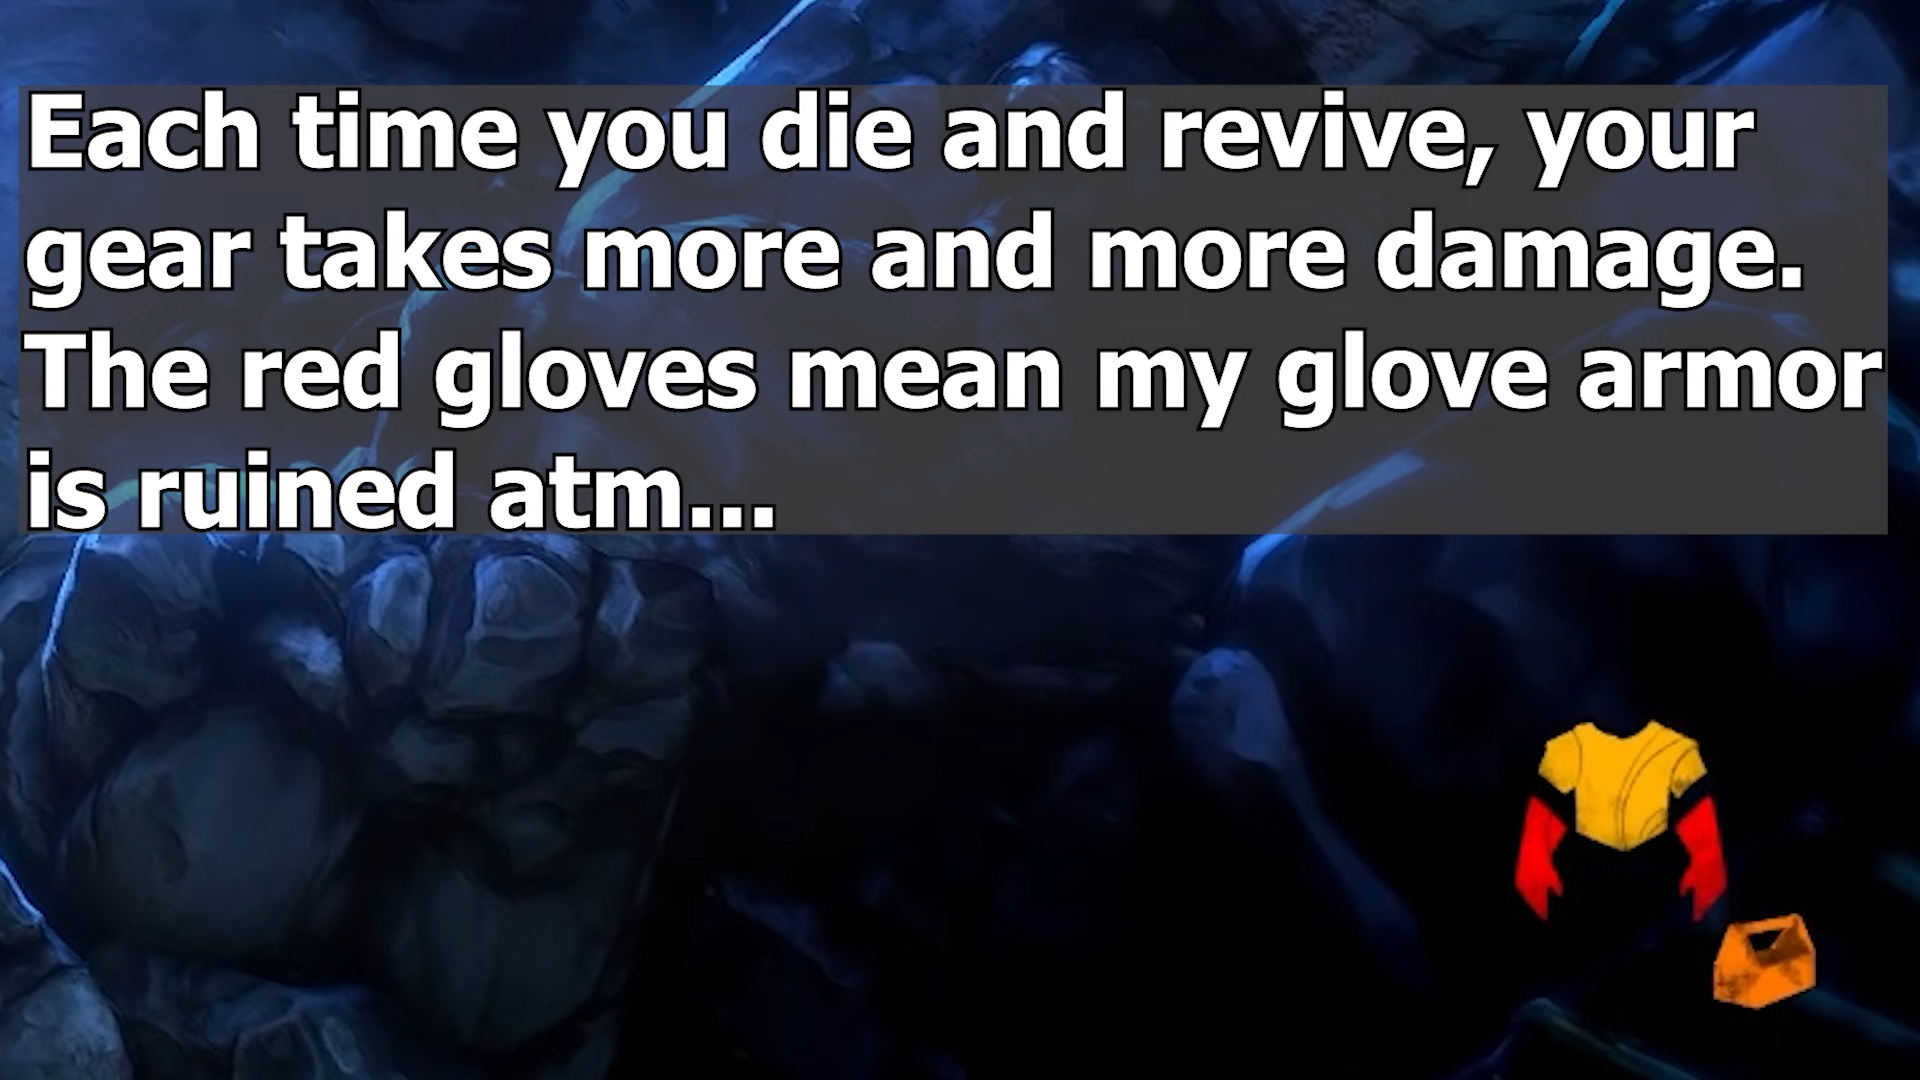 Each time you die and revive, your
gear takes more and more damage.
The red gloves mean my glove armor
is ruined atm...